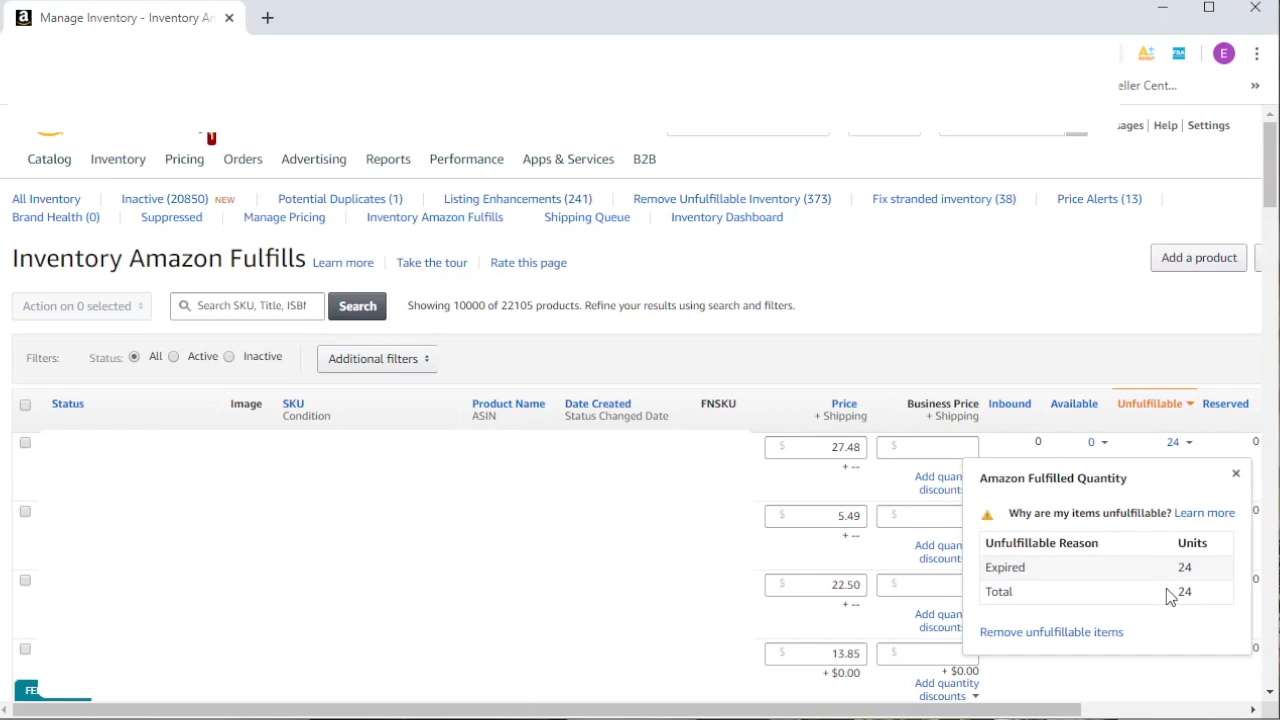 Manage Inventory - Inventory An
E
eller Cent...
1
ages | Help | Settings
Catalog Inventory Pricing Orders Advertising Reports Performance Apps & Services B2B
All Inventory Inactive (20850) NEW Potential Duplicates (1) Listing Enhancements (241) Remove Unfulfillable Inventory (373) Fix stranded inventory (38) Price Alerts (13)
Brand Health (0) Suppressed Manage Pricing Inventory Amazon Fulfills Shipping Queue Inventory Dashboard
Inventory Amazon Fulfills Learn more Take the tour Rate this page
Add a product
Action on 0 selected Search SKU, Title, ISBN Search Showing 10000 of 22105 products. Refine your results using search and filters.
Filters: Status: All Active Inactive Additional filters
Status Image SKU Product Name Date Created FNSKU Price Business Price Inbound Available Unfulfillable Reserved
Condition ASIN Status Changed Date + Shipping + Shipping
$ 27.48 $ 0 0 24 0
+ --
Add quan
discounts
$ 5.49 $ 0
+ --
Add quan
discounts
$ 22.50 $ 0
+ --
Add quan
discounts
$ 13.85 $ 0
+ $0.00 + $0.00
Add quantity
discounts
Amazon Fulfilled Quantity
Why are my items unfulfillable? Learn more
Unfulfillable Reason Units
Expired 24
Total 24
Remove unfulfillable items